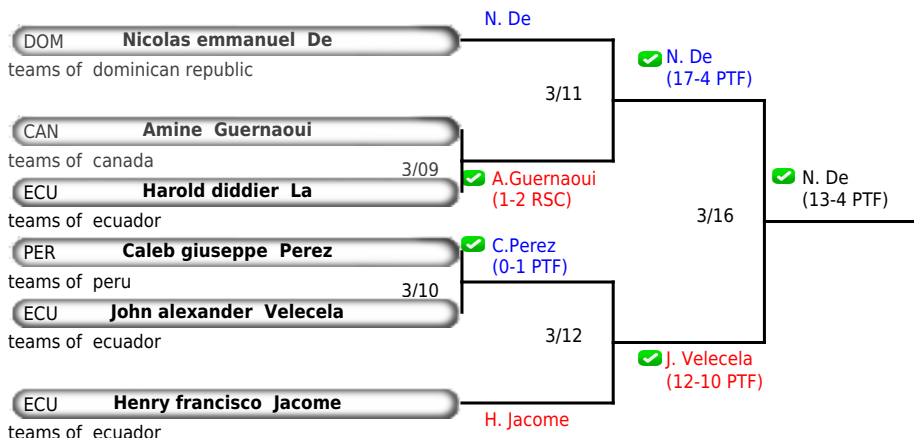 N. De
DOM Nicolas emmanuel De
teams of dominican republic
N. De
(17-4 PTF)
3/11
CAN Amine Guernaoui
teams of canada
3/09
A.Guernaoui
(1-2 RSC)
ECU Harold diddier La
teams of ecuador
N. De
(13-4 PTF)
3/16
PER Caleb giuseppe Perez
teams of peru
C.Perez
(0-1 PTF)
3/10
ECU John alexander Velecela
teams of ecuador
3/12
J. Velecela
(12-10 PTF)
ECU Henry francisco Jacome
H. Jacome
teams of ecuador